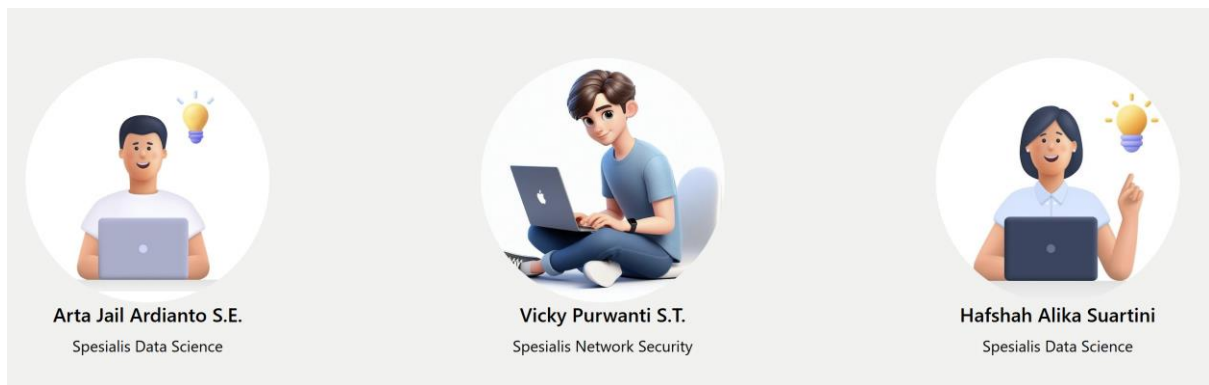 Arta Jail Ardianto S.E.
Spesialis Data Science
Vicky Purwanti S.T.
Spesialis Network Security
Hafshah Alika Suartini
Spesialis Data Science